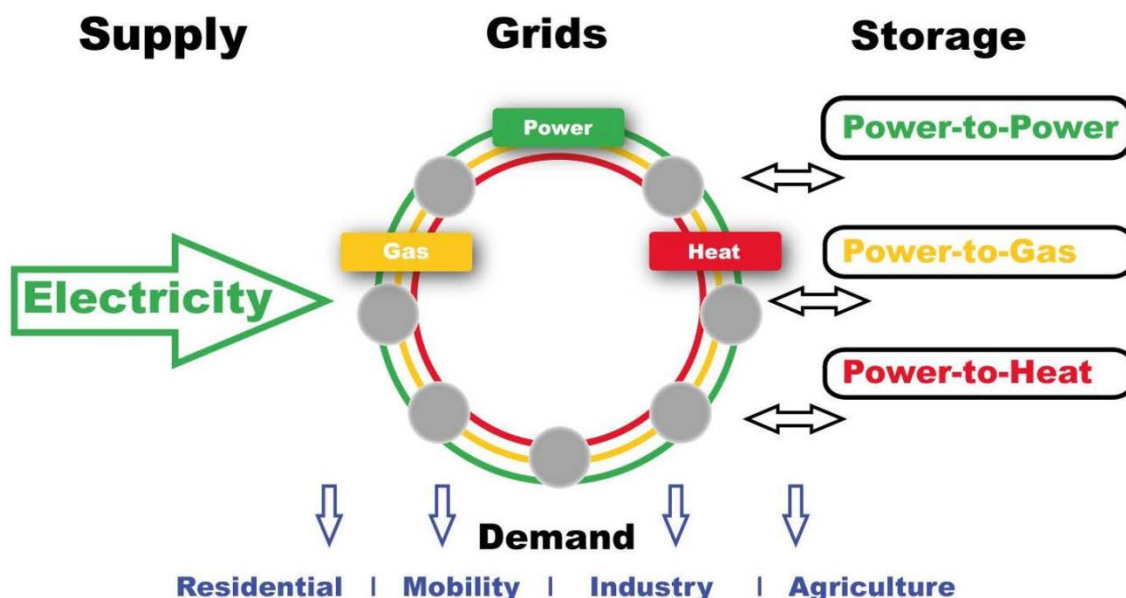 Supply Grids Storage
Power
Power-to-Power
Gas
Heat
Power-to-Gas
Electricity
Power-to-Heat
Demand
Residential | Mobility | Industry | Agriculture